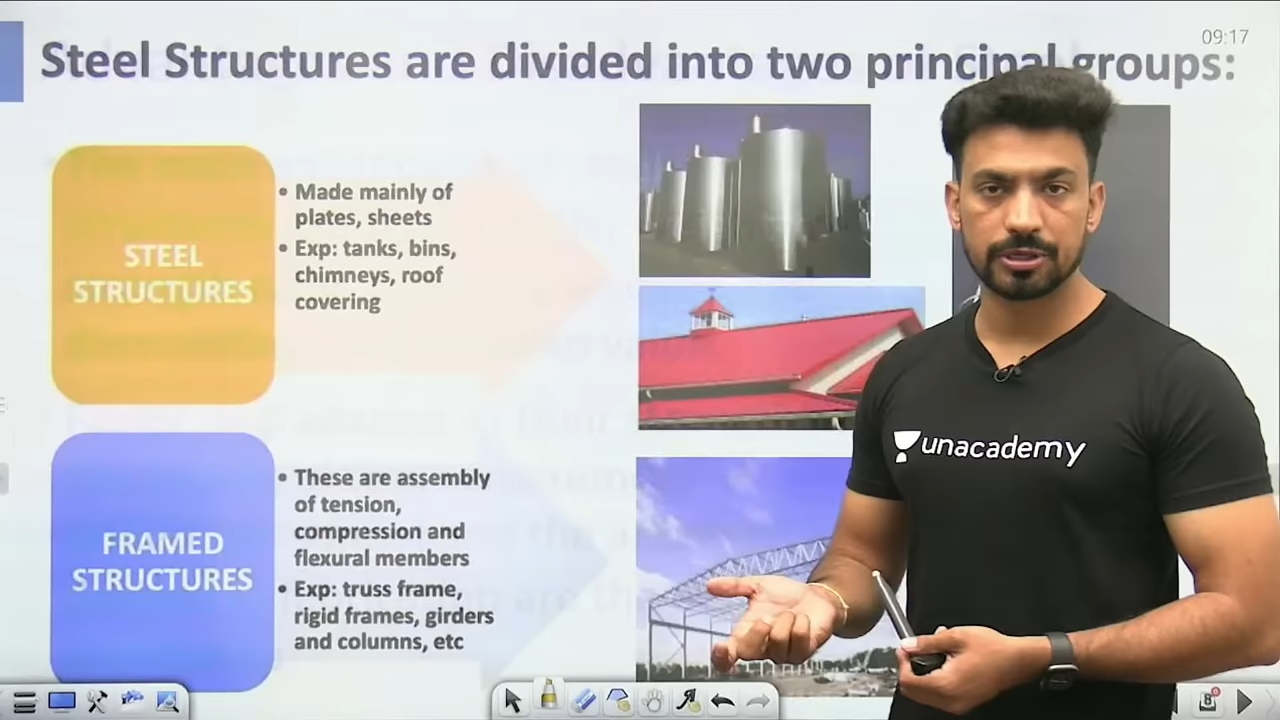 09:17
Steel Structures are divided into two principal groups:
STEEL
STRUCTURES
• Made mainly of
plates, sheets
• Exp: tanks, bins,
chimneys, roof
covering
unacademy
FRAMED
STRUCTURES
• These are assembly
of tension,
compression and
flexural members
• Exp: truss frame,
rigid frames, girders
and columns, etc